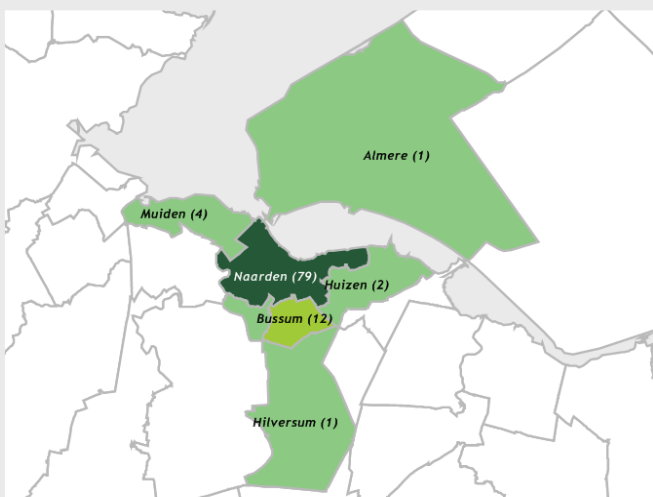 Almere (1)
Muiden (4)
Naarden (79)
Huizen (2)
Bussum (12)
Hilversum (1)